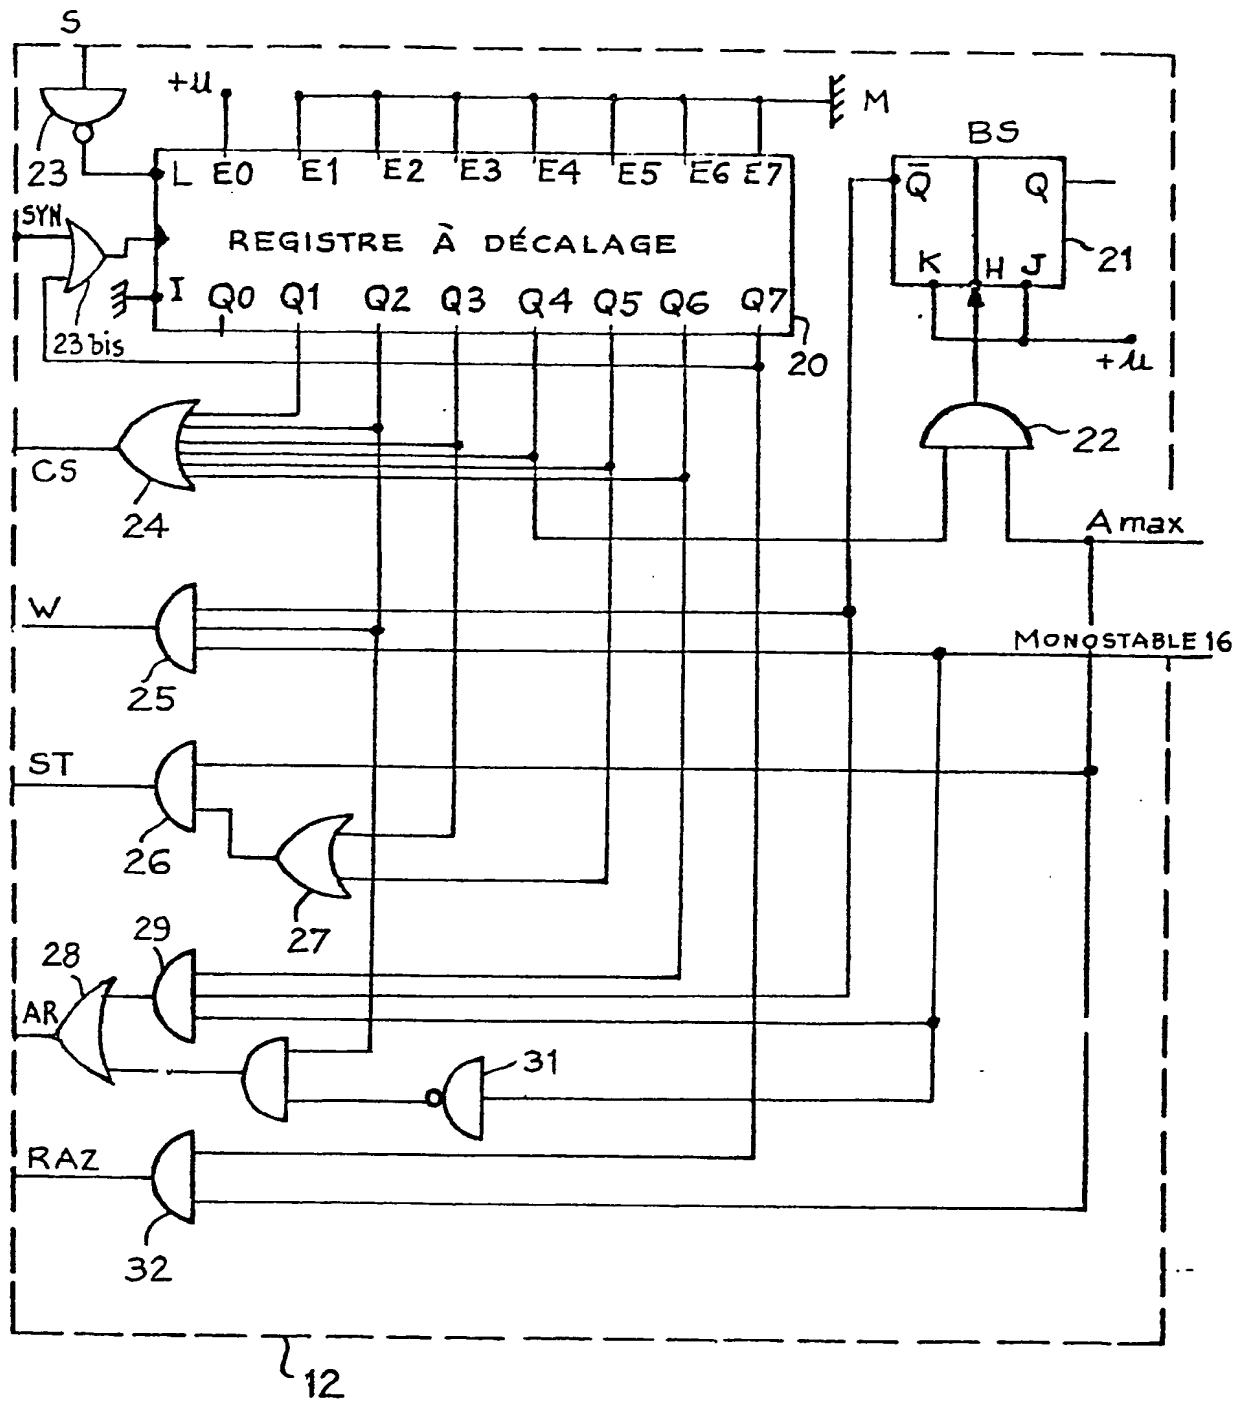 S
+u
M
BS
23
L E0 E1 E2 E3 E4 E5 E6 E7
Q̅ Q
SYN
REGISTRE À DÉCALAGE
K H J
21
I Q0 Q1 Q2 Q3 Q4 Q5 Q6 Q7
23 bis
20
+u
22
CS
24
A max
W
MONOSTABLE 16
25
ST
26
27
29
28
AR
31
RAZ
32
12